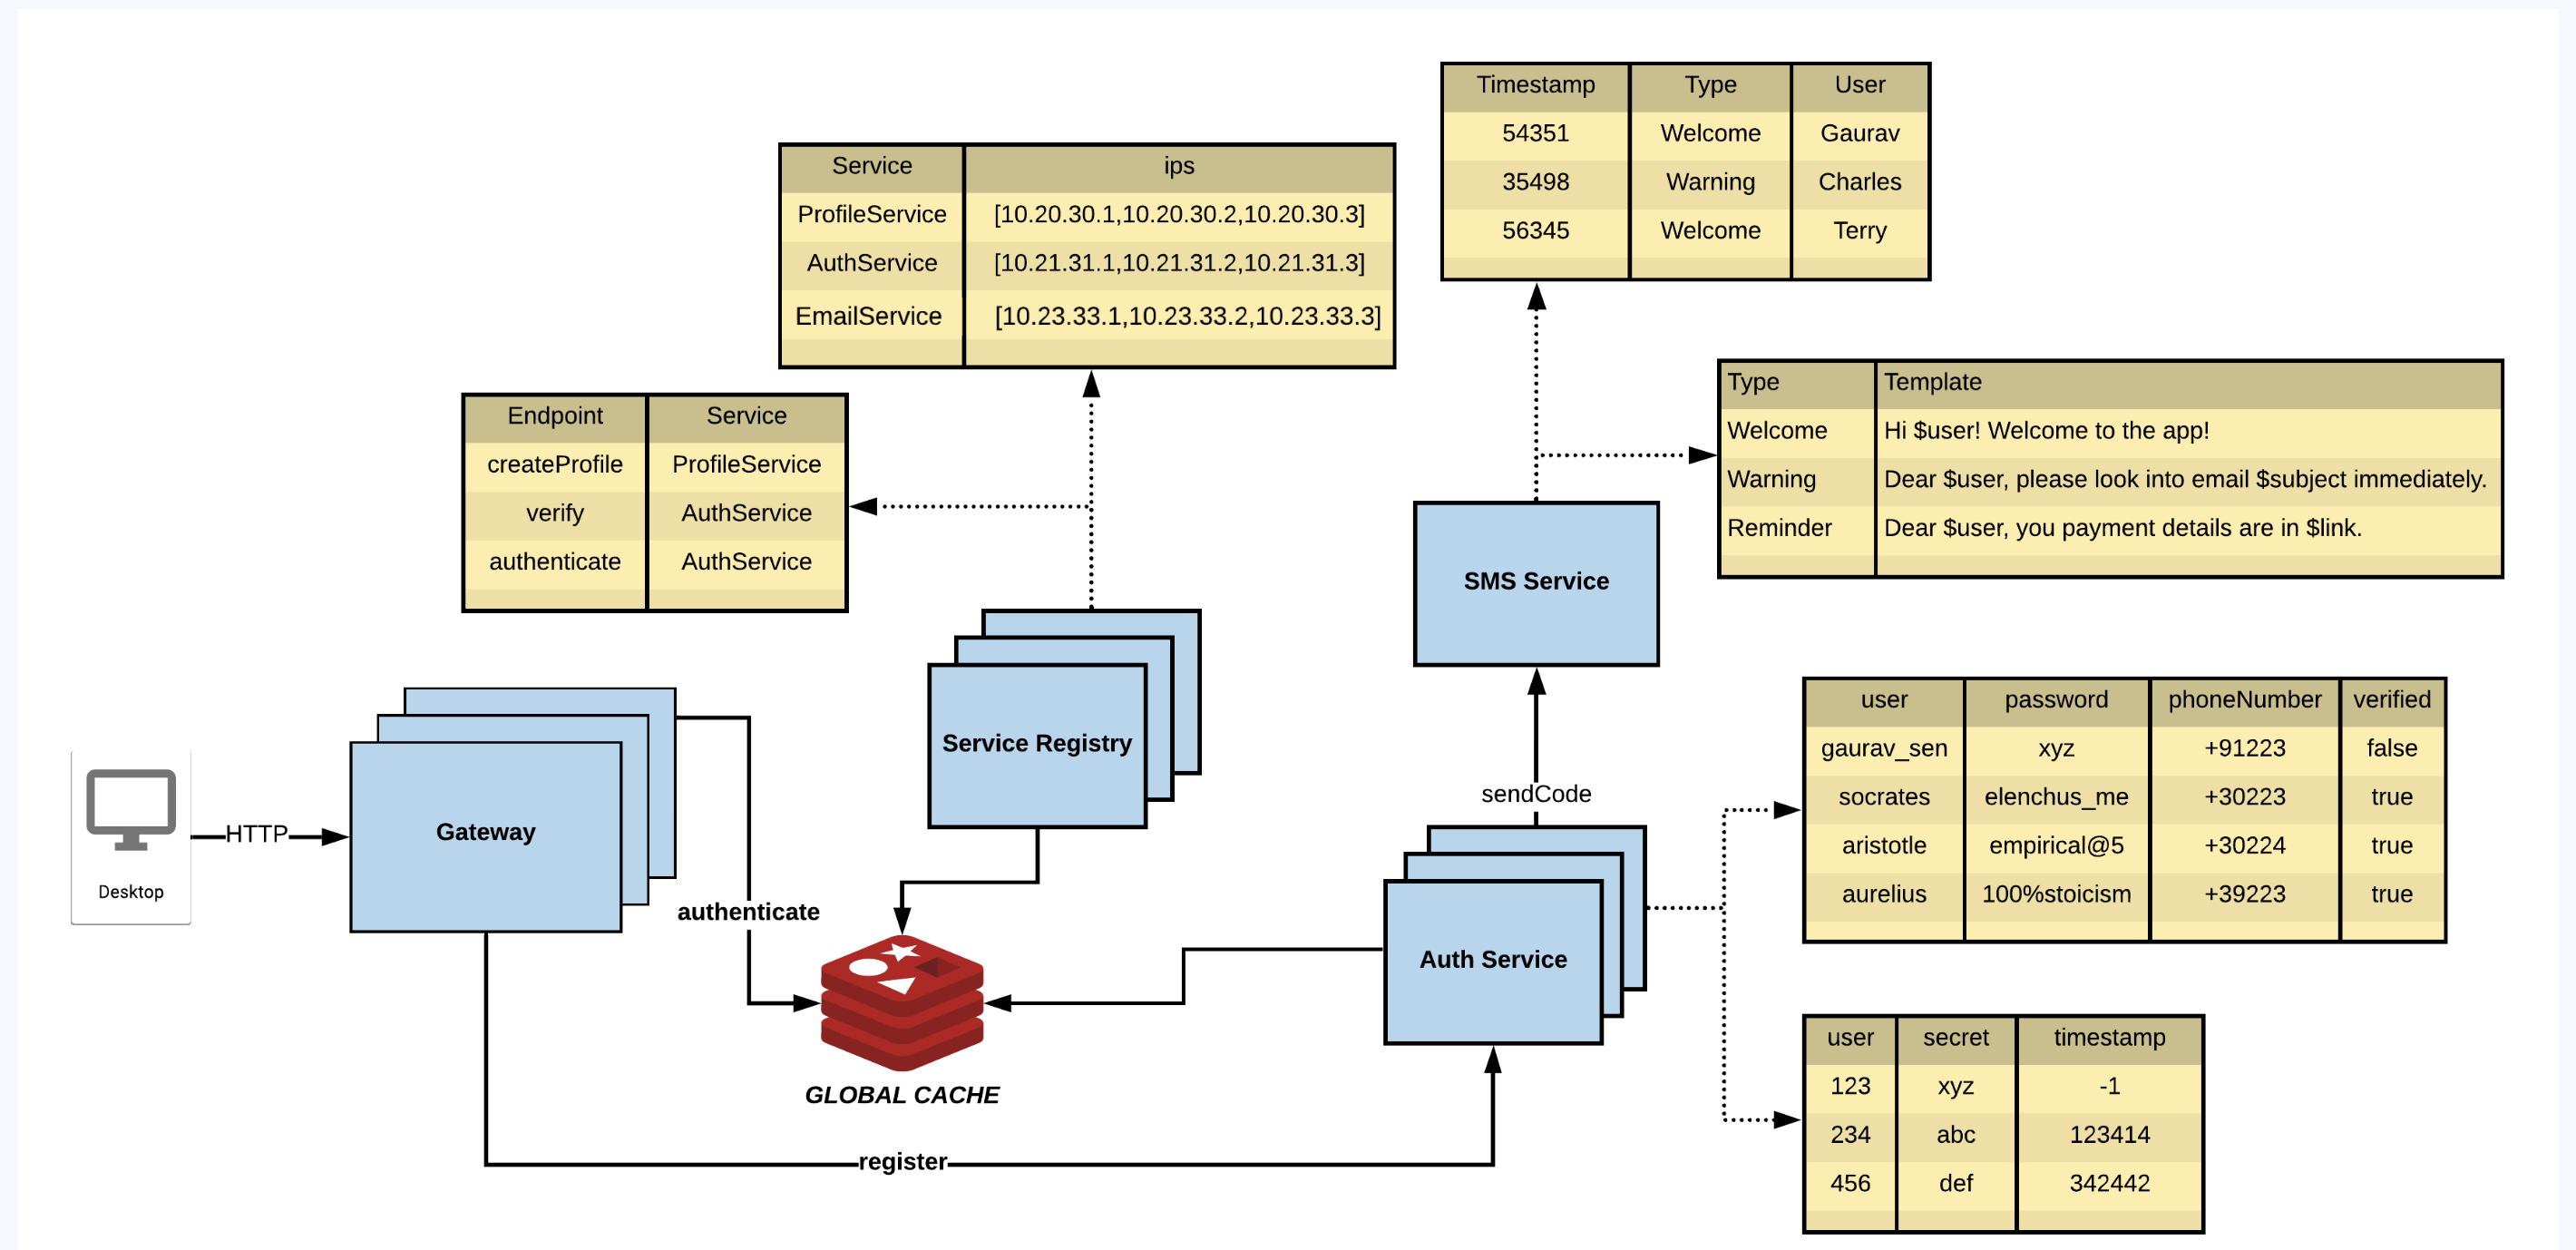 Timestamp Type User
54351 Welcome Gaurav
35498 Warning Charles
56345 Welcome Terry
Service ips
ProfileService [10.20.30.1,10.20.30.2,10.20.30.3]
AuthService [10.21.31.1,10.21.31.2,10.21.31.3]
EmailService [10.23.33.1,10.23.33.2,10.23.33.3]
Endpoint Service
createProfile ProfileService
verify AuthService
authenticate AuthService
Type Template
Welcome Hi $user! Welcome to the app!
Warning Dear $user, please look into email $subject immediately.
Reminder Dear $user, you payment details are in $link.
SMS Service
Service Registry
user password phoneNumber verified
gaurav_sen xyz +91223 false
socrates elenchus_me +30223 true
aristotle empirical@5 +30224 true
aurelius 100%stoicism +39223 true
sendCode
HTTP
Gateway
Desktop
authenticate
Auth Service
GLOBAL CACHE
register
user secret timestamp
123 xyz -1
234 abc 123414
456 def 342442